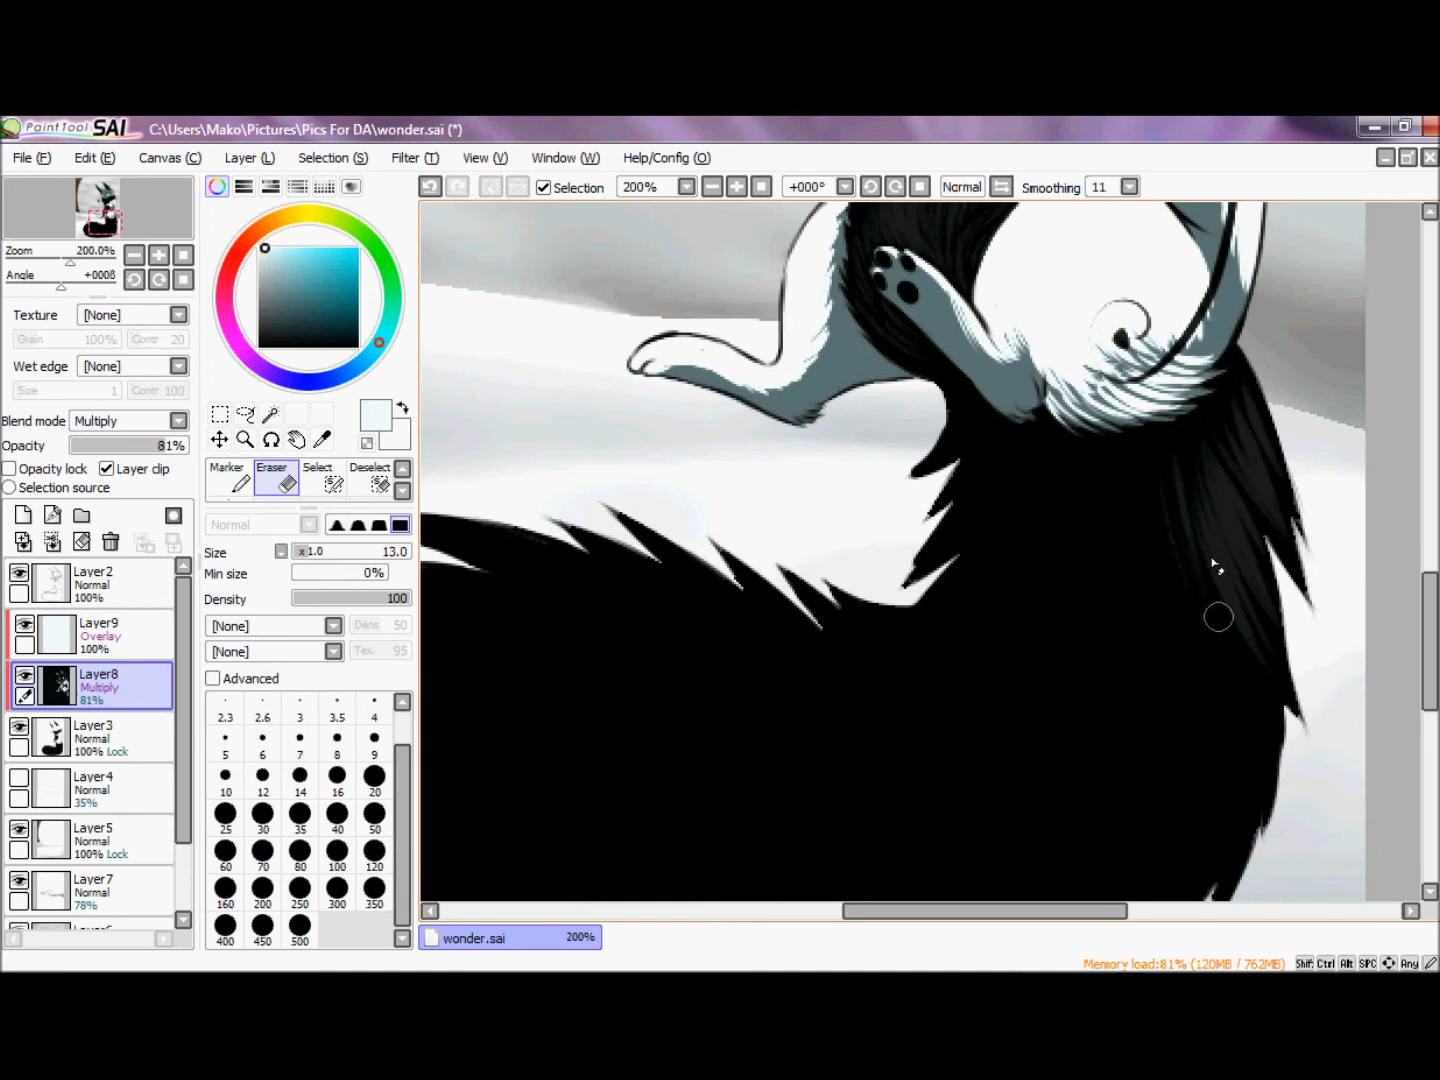 PaintTool SAI C:\Users\Mako\Pictures\Pics For DA\wonder.sai (*)
File (F) Edit (E) Canvas (C) Layer (L) Selection (S) Filter (T) View (V) Window (W) Help/Config (O)
Selection 200% +000° Normal Smoothing 11
Zoom 200.0%
Angle +000ß
Texture [None]
Grain 100% Contr 20
Wet edge [None]
Size 1 Contr 100
Blend mode Multiply
Opacity 81%
Opacity lock Layer clip
Selection source
Layer2
Normal
100%
Layer9
Overlay
100%
Layer8
Multiply
81%
Layer3
Normal
100% Lock
Layer4
Normal
35%
Layer5
Normal
100% Lock
Layer7
Normal
78%
Marker Eraser Select Deselect
Normal
Size x 1.0 13.0
Min size 0%
Density 100
[None] Dens 50
[None] Tex. 95
Advanced
2.3 2.6 3 3.5 4
5 6 7 8 9
10 12 14 16 20
25 30 35 40 50
60 70 80 100 120
160 200 250 300 350
400 450 500
wonder.sai 200%
Memory load:81% (120MB / 762MB) Shift Ctrl Alt SPC Any